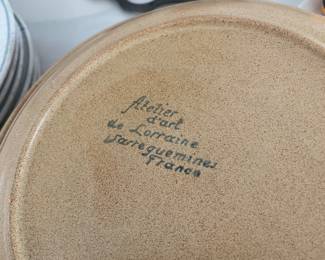 Atelier
d'art
de Lorraine
Sarreguemines
France